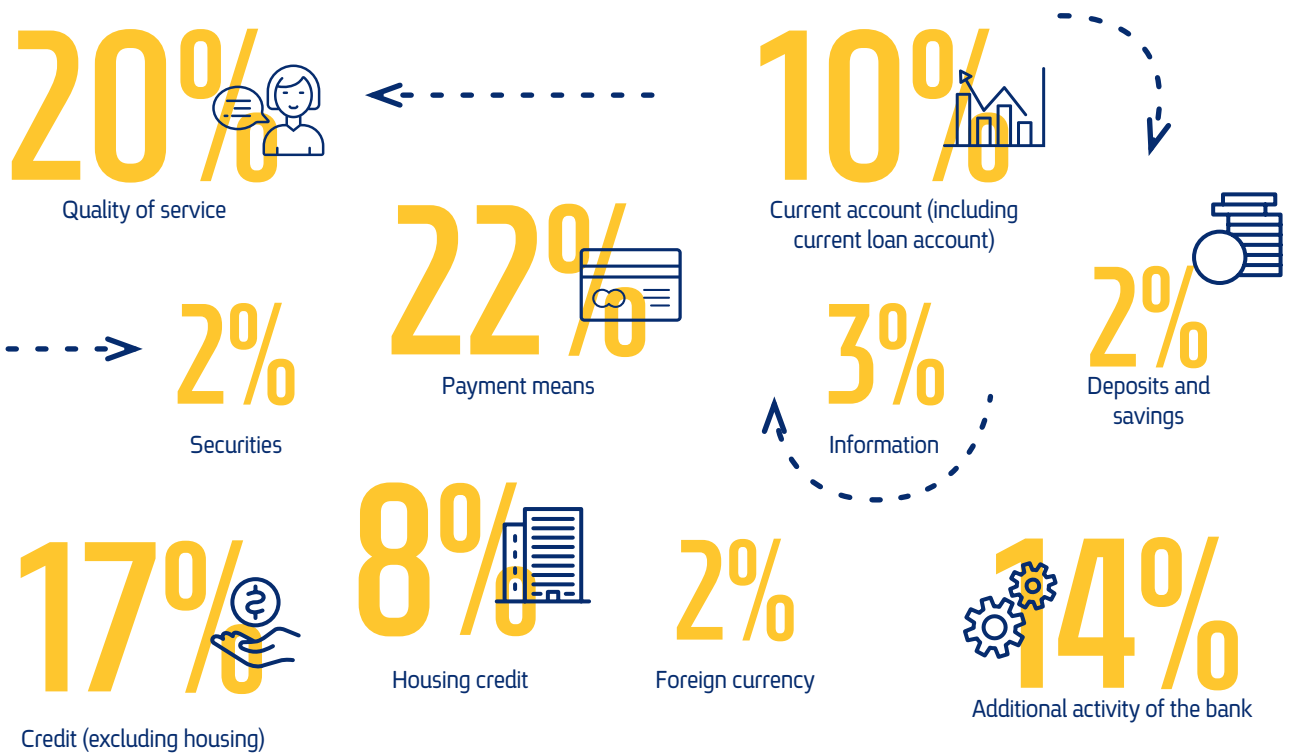 20%
Quality of service
10%
Current account (including
current loan account)
22%
Payment means
2%
Securities
3%
Information
2%
Deposits and
savings
17%
Credit (excluding housing)
8%
Housing credit
2%
Foreign currency
14%
Additional activity of the bank